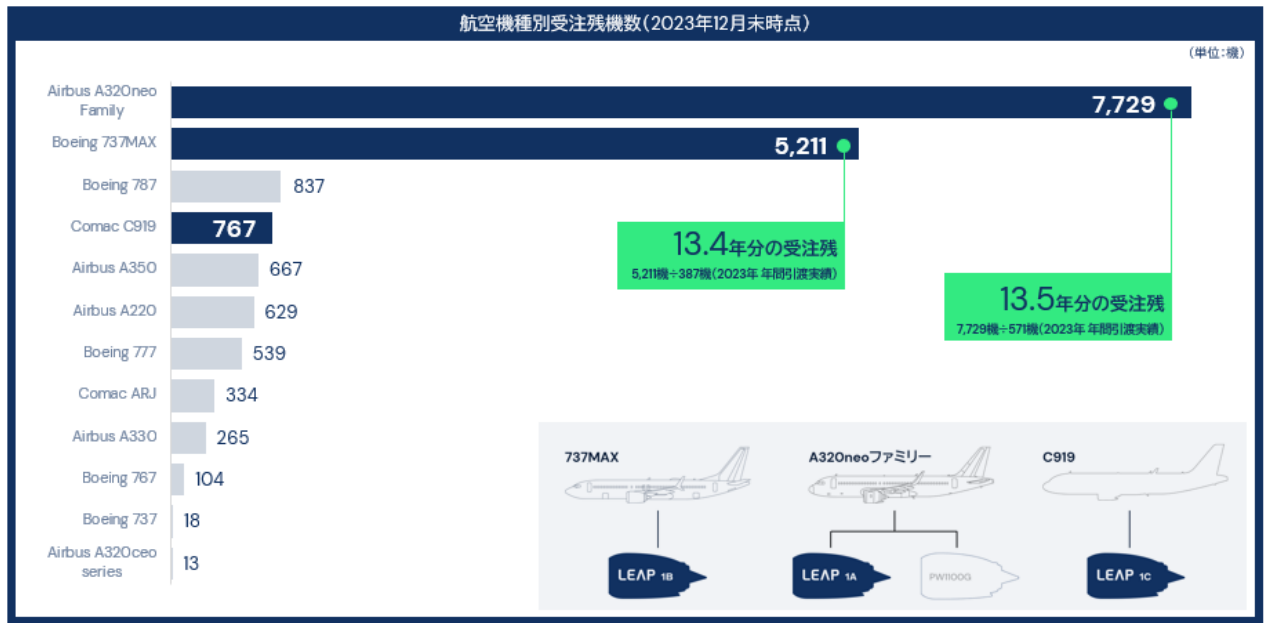 航空機種別受注残機数(2023年12月末時点)
(単位:機)
Airbus A320neo
Family
7,729
Boeing 737MAX
5,211
Boeing 787
837
Comac C919
767
Airbus A350
667
Airbus A220
629
Boeing 777
539
Comac ARJ
334
Airbus A330
265
Boeing 767
104
Boeing 737
18
Airbus A320ceo
series
13
13.4年分の受注残
5,211機÷387機(2023年 年間引渡実績)
13.5年分の受注残
7,729機÷571機(2023年 年間引渡実績)
737MAX
A320neoファミリー
C919
LEAP 1B
LEAP 1A
PW1100G
LEAP 1C